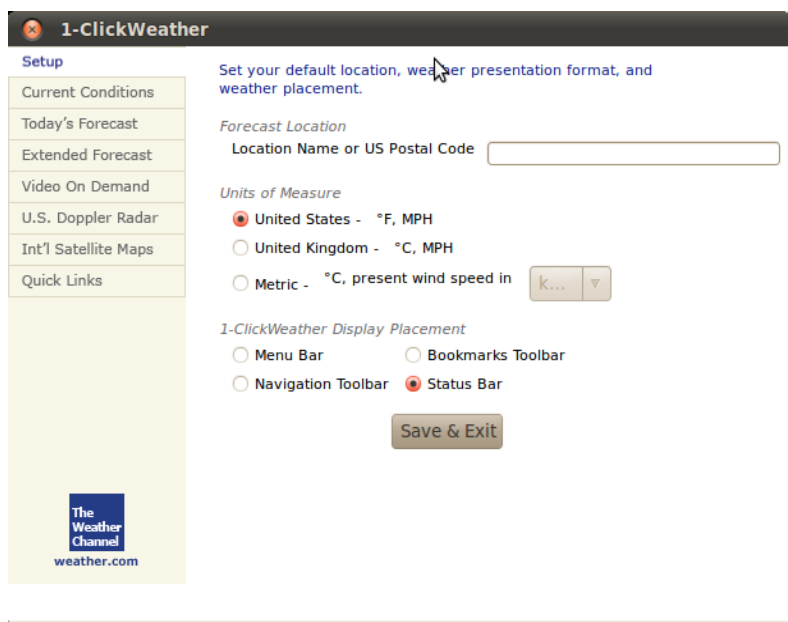 1-ClickWeather
Setup
Current Conditions
Today's Forecast
Extended Forecast
Video On Demand
U.S. Doppler Radar
Int'l Satellite Maps
Quick Links
The
Weather
Channel
weather.com
Set your default location, weather presentation format, and
weather placement.
Forecast Location
Location Name or US Postal Code
Units of Measure
United States - °F, MPH
United Kingdom - °C, MPH
Metric - °C, present wind speed in k...
1-ClickWeather Display Placement
Menu Bar Bookmarks Toolbar
Navigation Toolbar Status Bar
Save & Exit